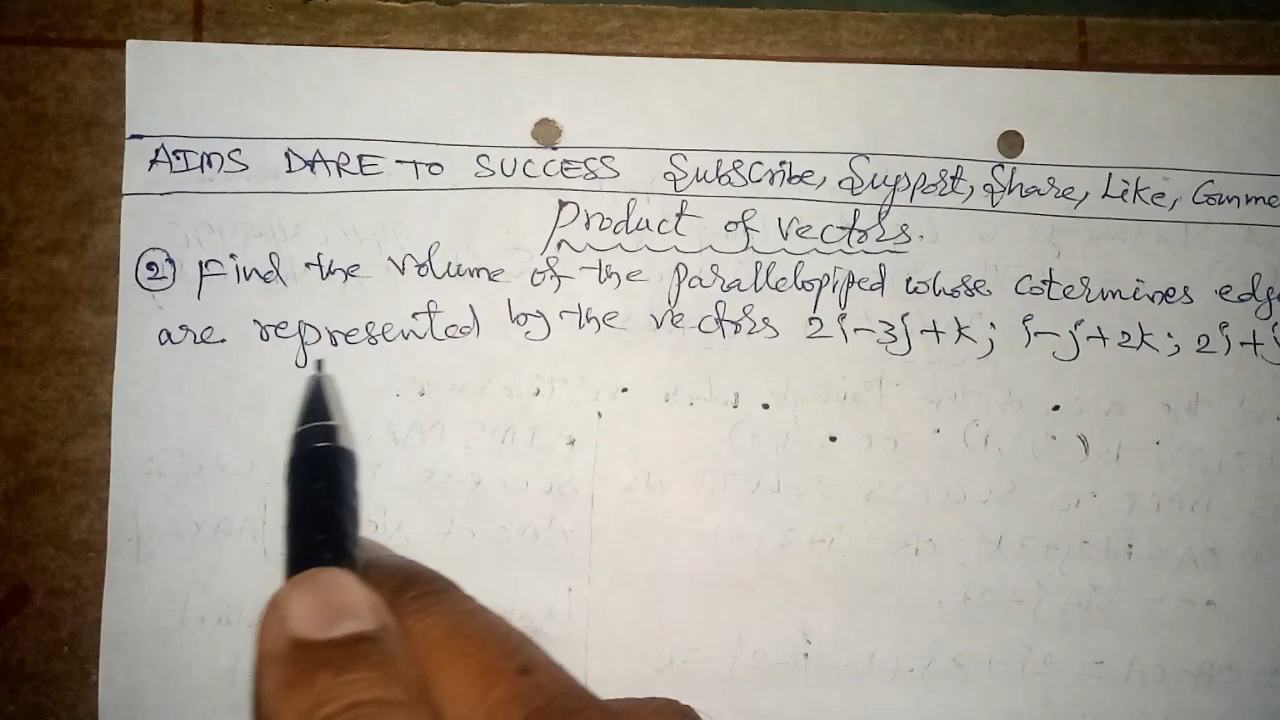 AIMS DARE TO SUCCESS Subscribe, Support, Share, Like, Comme
Product of vectors.
② Find the volume of the parallelopiped whose cotermines edg
are represented by the vectors 2i-3j+k; i-j+2k; 2i+j